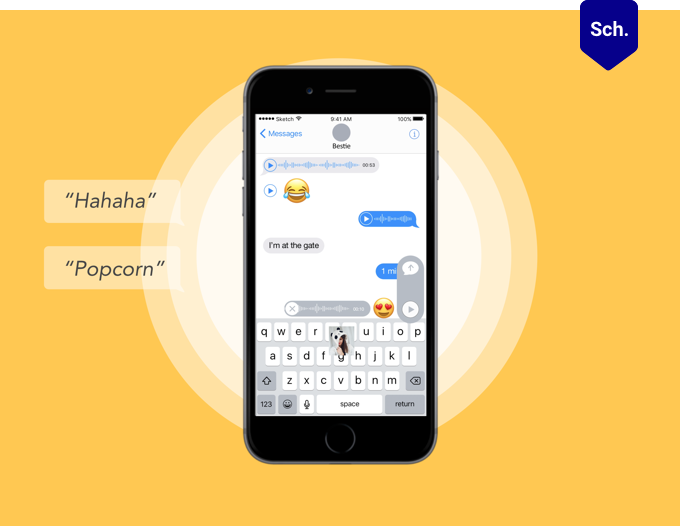 Sch.
●●●●● Sketch 9:41 AM 100%
Messages
Bestie
00:53
“Hahaha”
I'm at the gate
“Popcorn”
1 mi
q w e r u i o p
a s d f g h j k l
z x c v b n m
123 space return